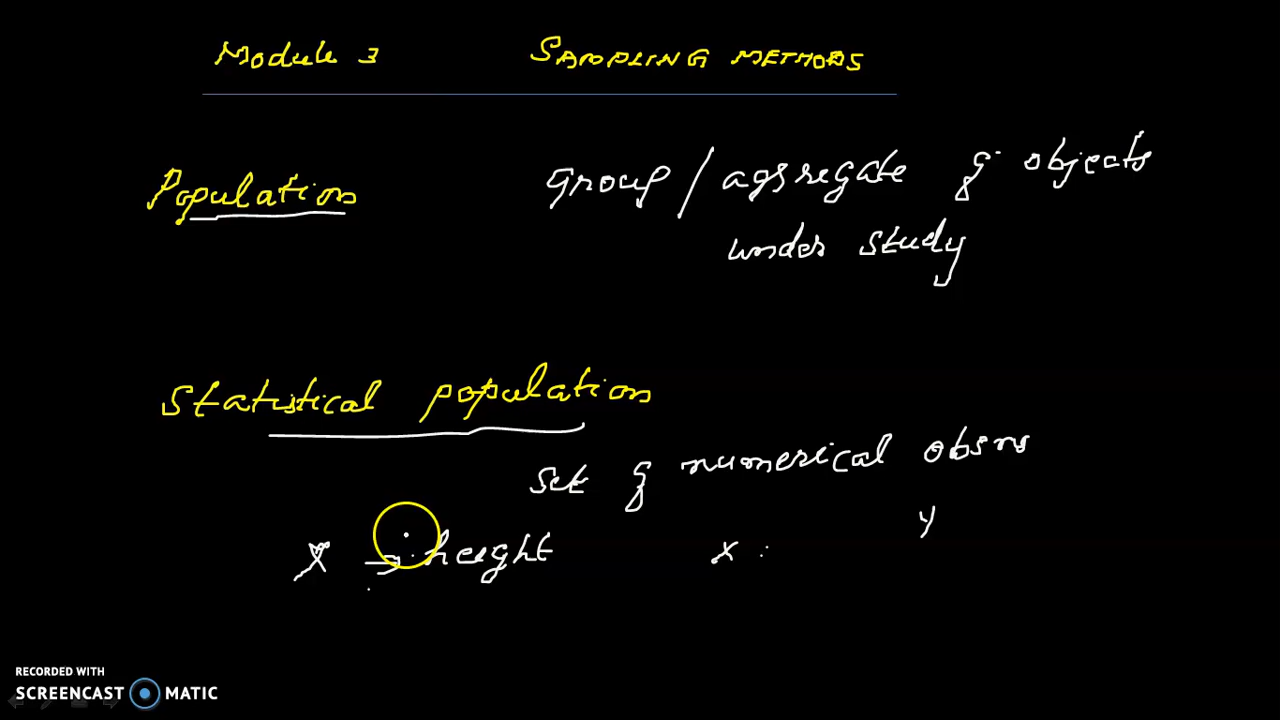 Module 3 SAMPLING METHODS
Population
Group / aggregate of objects
under study
Statistical population
set of numerical obsns
y
X → height x :
RECORDED WITH
SCREENCAST MATIC